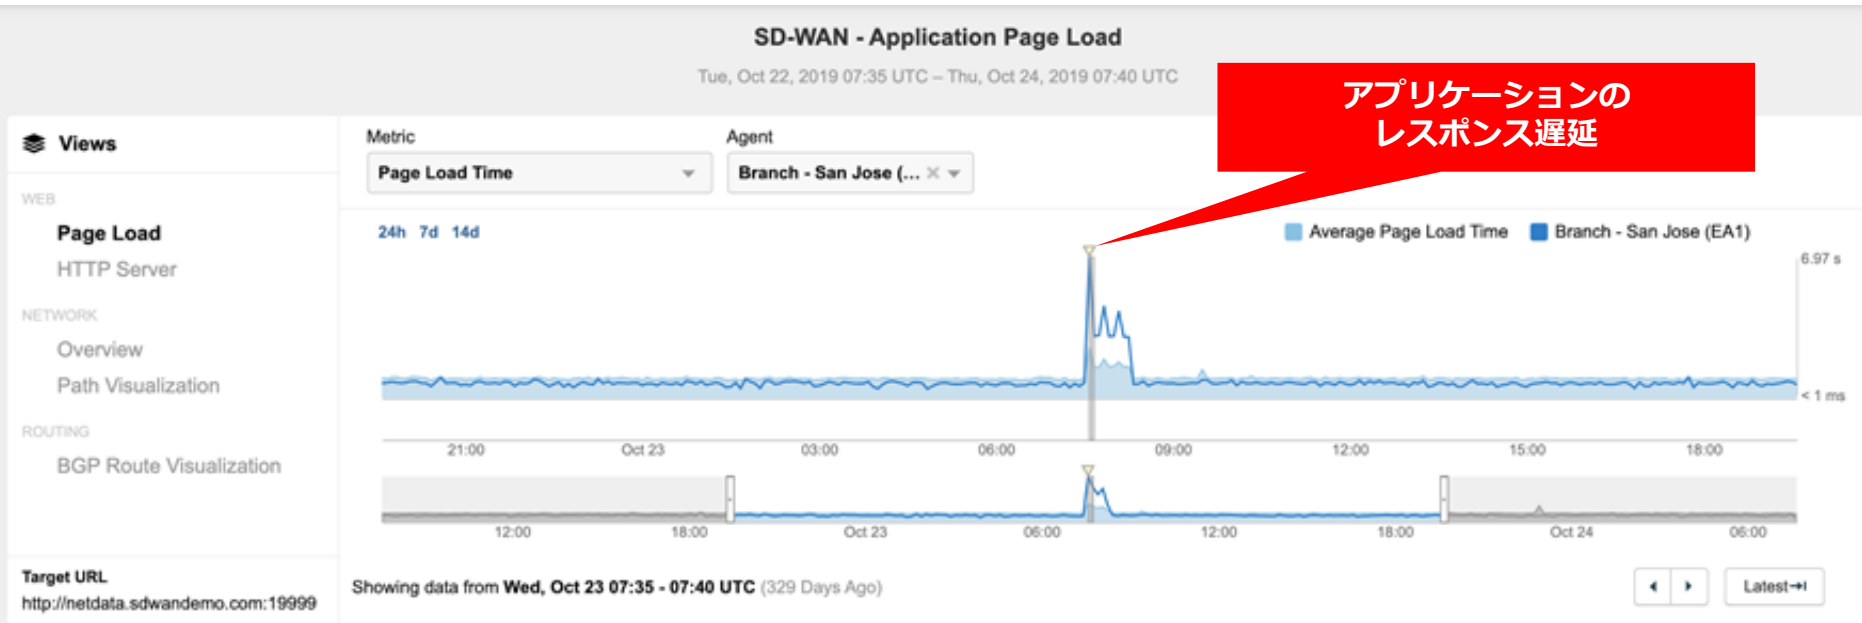 SD-WAN - Application Page Load
Tue, Oct 22, 2019 07:35 UTC – Thu, Oct 24, 2019 07:40 UTC
アプリケーションの
レスポンス遅延
Views
WEB
Page Load
HTTP Server
NETWORK
Overview
Path Visualization
ROUTING
BGP Route Visualization
Target URL
http://netdata.sdwandemo.com:19999
Metric
Page Load Time
Agent
Branch - San Jose (...
24h 7d 14d
Average Page Load Time
Branch - San Jose (EA1)
6.97 s
< 1 ms
21:00 Oct 23 03:00 06:00 09:00 12:00 15:00 18:00
12:00 18:00 Oct 23 06:00 12:00 18:00 Oct 24 06:00
Showing data from Wed, Oct 23 07:35 - 07:40 UTC (329 Days Ago)
Latest